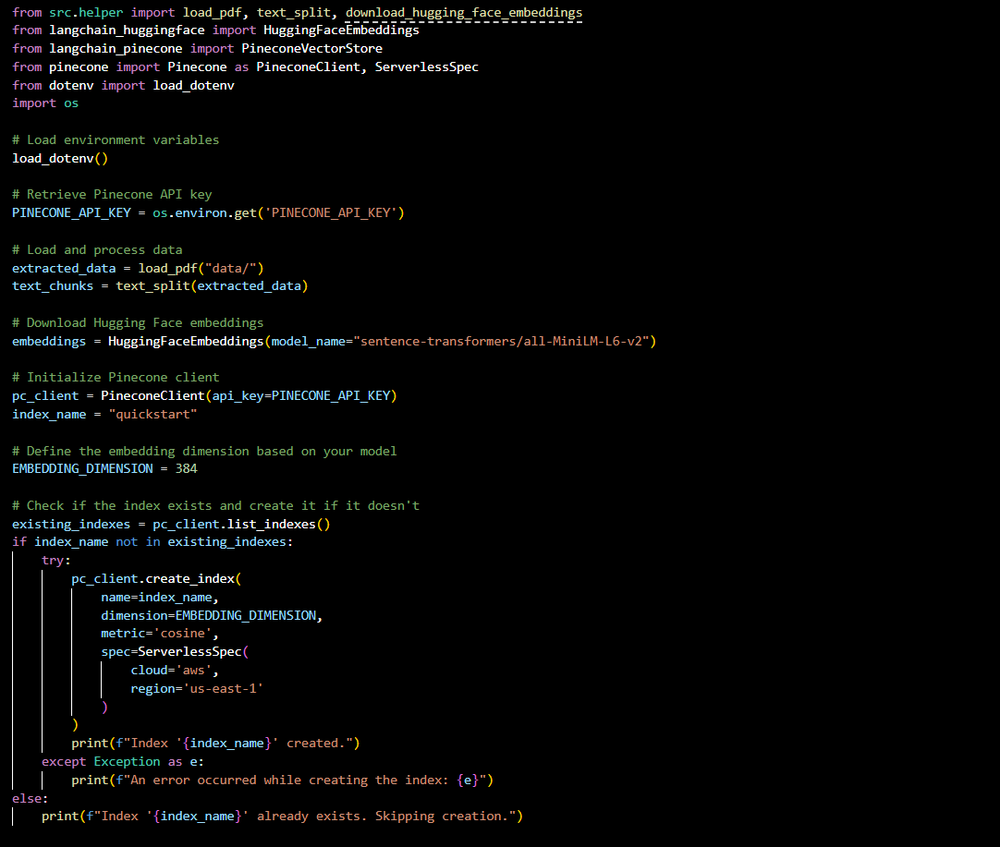 from src.helper import load_pdf, text_split, download_hugging_face_embeddings
from langchain_huggingface import HuggingFaceEmbeddings
from langchain_pinecone import PineconeVectorStore
from pinecone import Pinecone as PineconeClient, ServerlessSpec
from dotenv import load_dotenv
import os

# Load environment variables
load_dotenv()

# Retrieve Pinecone API key
PINECONE_API_KEY = os.environ.get('PINECONE_API_KEY')

# Load and process data
extracted_data = load_pdf("data/")
text_chunks = text_split(extracted_data)

# Download Hugging Face embeddings
embeddings = HuggingFaceEmbeddings(model_name="sentence-transformers/all-MiniLM-L6-v2")

# Initialize Pinecone client
pc_client = PineconeClient(api_key=PINECONE_API_KEY)
index_name = "quickstart"

# Define the embedding dimension based on your model
EMBEDDING_DIMENSION = 384

# Check if the index exists and create it if it doesn't
existing_indexes = pc_client.list_indexes()
if index_name not in existing_indexes:
    try:
        pc_client.create_index(
            name=index_name,
            dimension=EMBEDDING_DIMENSION,
            metric='cosine',
            spec=ServerlessSpec(
                cloud='aws',
                region='us-east-1'
            )
        )
        print(f"Index '{index_name}' created.")
    except Exception as e:
        print(f"An error occurred while creating the index: {e}")
else:
    print(f"Index '{index_name}' already exists. Skipping creation.")